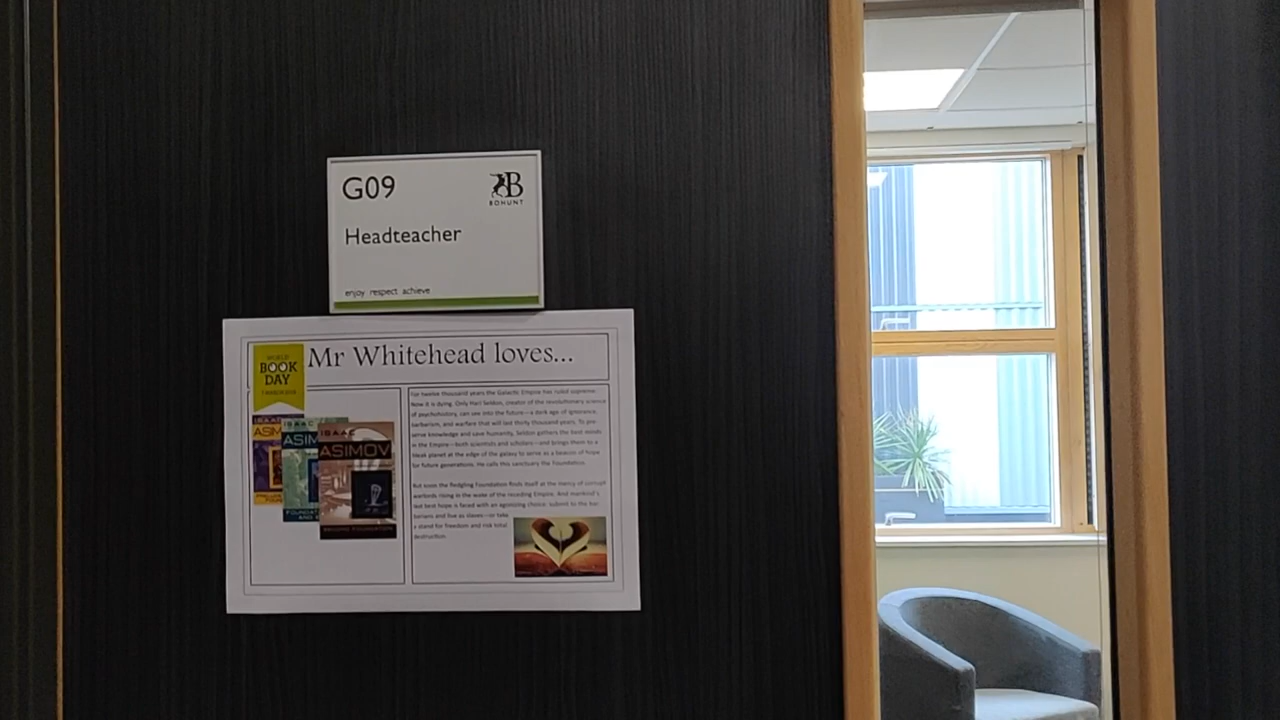 G09
B
BOHUNT
Headteacher
enjoy respect achieve
Mr Whitehead loves...
WORLD
BOOK
DAY
ISAAC
ASIMOV
SECOND FOUNDATION
For twelve thousand years the Galactic Empire has ruled supreme.
Now it is dying. Only Hari Seldon, creator of the revolutionary science
of psychohistory, can see into the future—a dark age of ignorance,
barbarism, and warfare that will last thirty thousand years. To pre-
serve knowledge and save humanity, Seldon gathers the best minds
in the Empire—both scientists and scholars—and brings them to a
bleak planet at the edge of the galaxy to serve as a beacon of hope
for future generations. He calls this sanctuary the Foundation.
But soon the fledgling Foundation finds itself at the mercy of corrupt
warlords rising in the wake of the receding Empire. And mankind's
last best hope is faced with an agonizing choice: submit to the bar-
barians and live as slaves—or take
a stand for freedom and risk total
destruction.